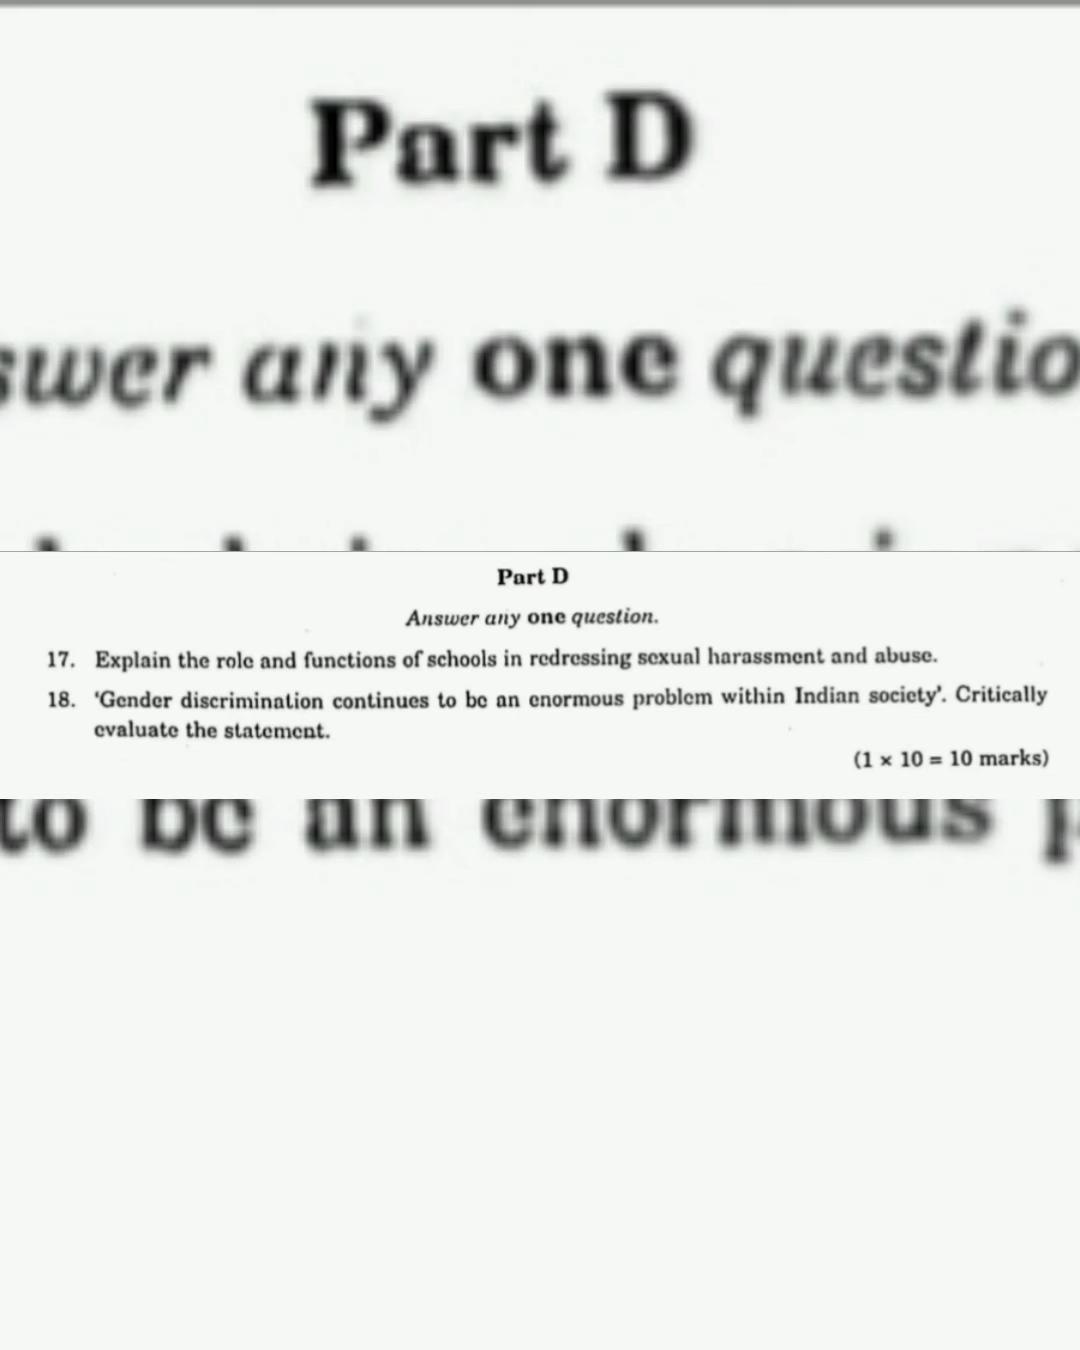 Part D
swer any one questio
Part D
Answer any one question.
17. Explain the role and functions of schools in redressing sexual harassment and abuse.
18. ‘Gender discrimination continues to be an enormous problem within Indian society’. Critically
evaluate the statement.
(1 × 10 = 10 marks)
to be an enormous p